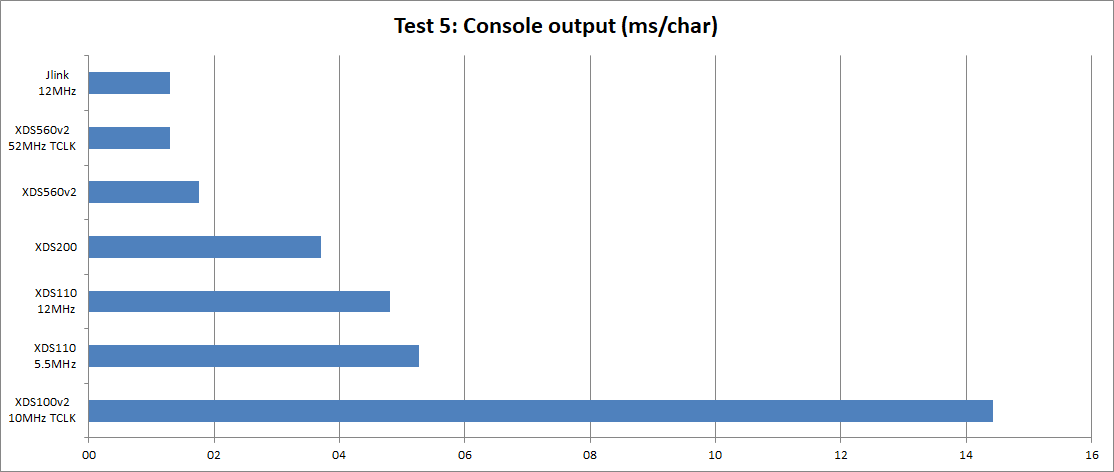 Test 5: Console output (ms/char)
Jlink
12MHz
XDS560v2
52MHz TCLK
XDS560v2
XDS200
XDS110
12MHz
XDS110
5.5MHz
XDS100v2
10MHz TCLK
00 02 04 06 08 10 12 14 16